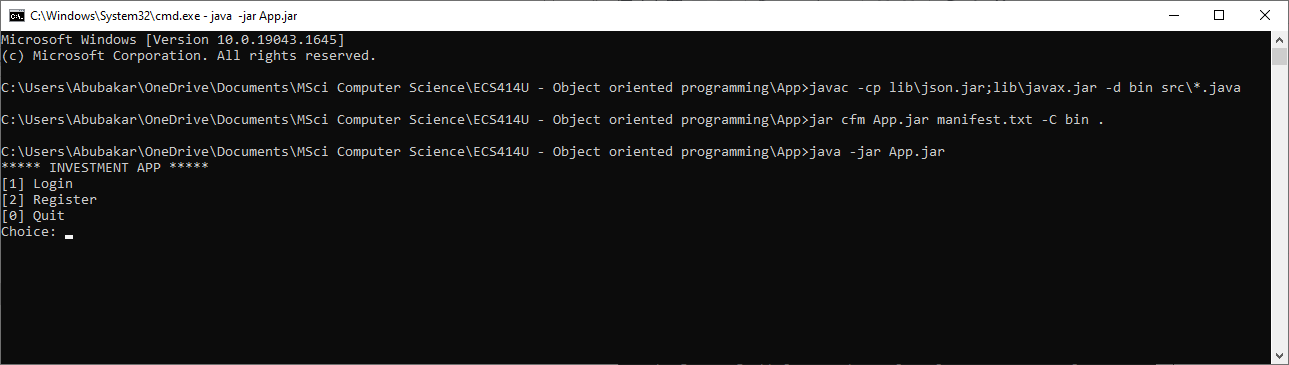 C:\Windows\System32\cmd.exe - java  -jar App.jar
Microsoft Windows [Version 10.0.19043.1645]
(c) Microsoft Corporation. All rights reserved.
C:\Users\Abubakar\OneDrive\Documents\MSci Computer Science\ECS414U - Object oriented programming\App>javac -cp lib\json.jar;lib\javax.jar -d bin src\*.java
C:\Users\Abubakar\OneDrive\Documents\MSci Computer Science\ECS414U - Object oriented programming\App>jar cfm App.jar manifest.txt -C bin .
C:\Users\Abubakar\OneDrive\Documents\MSci Computer Science\ECS414U - Object oriented programming\App>java -jar App.jar
***** INVESTMENT APP *****
[1] Login
[2] Register
[0] Quit
Choice: